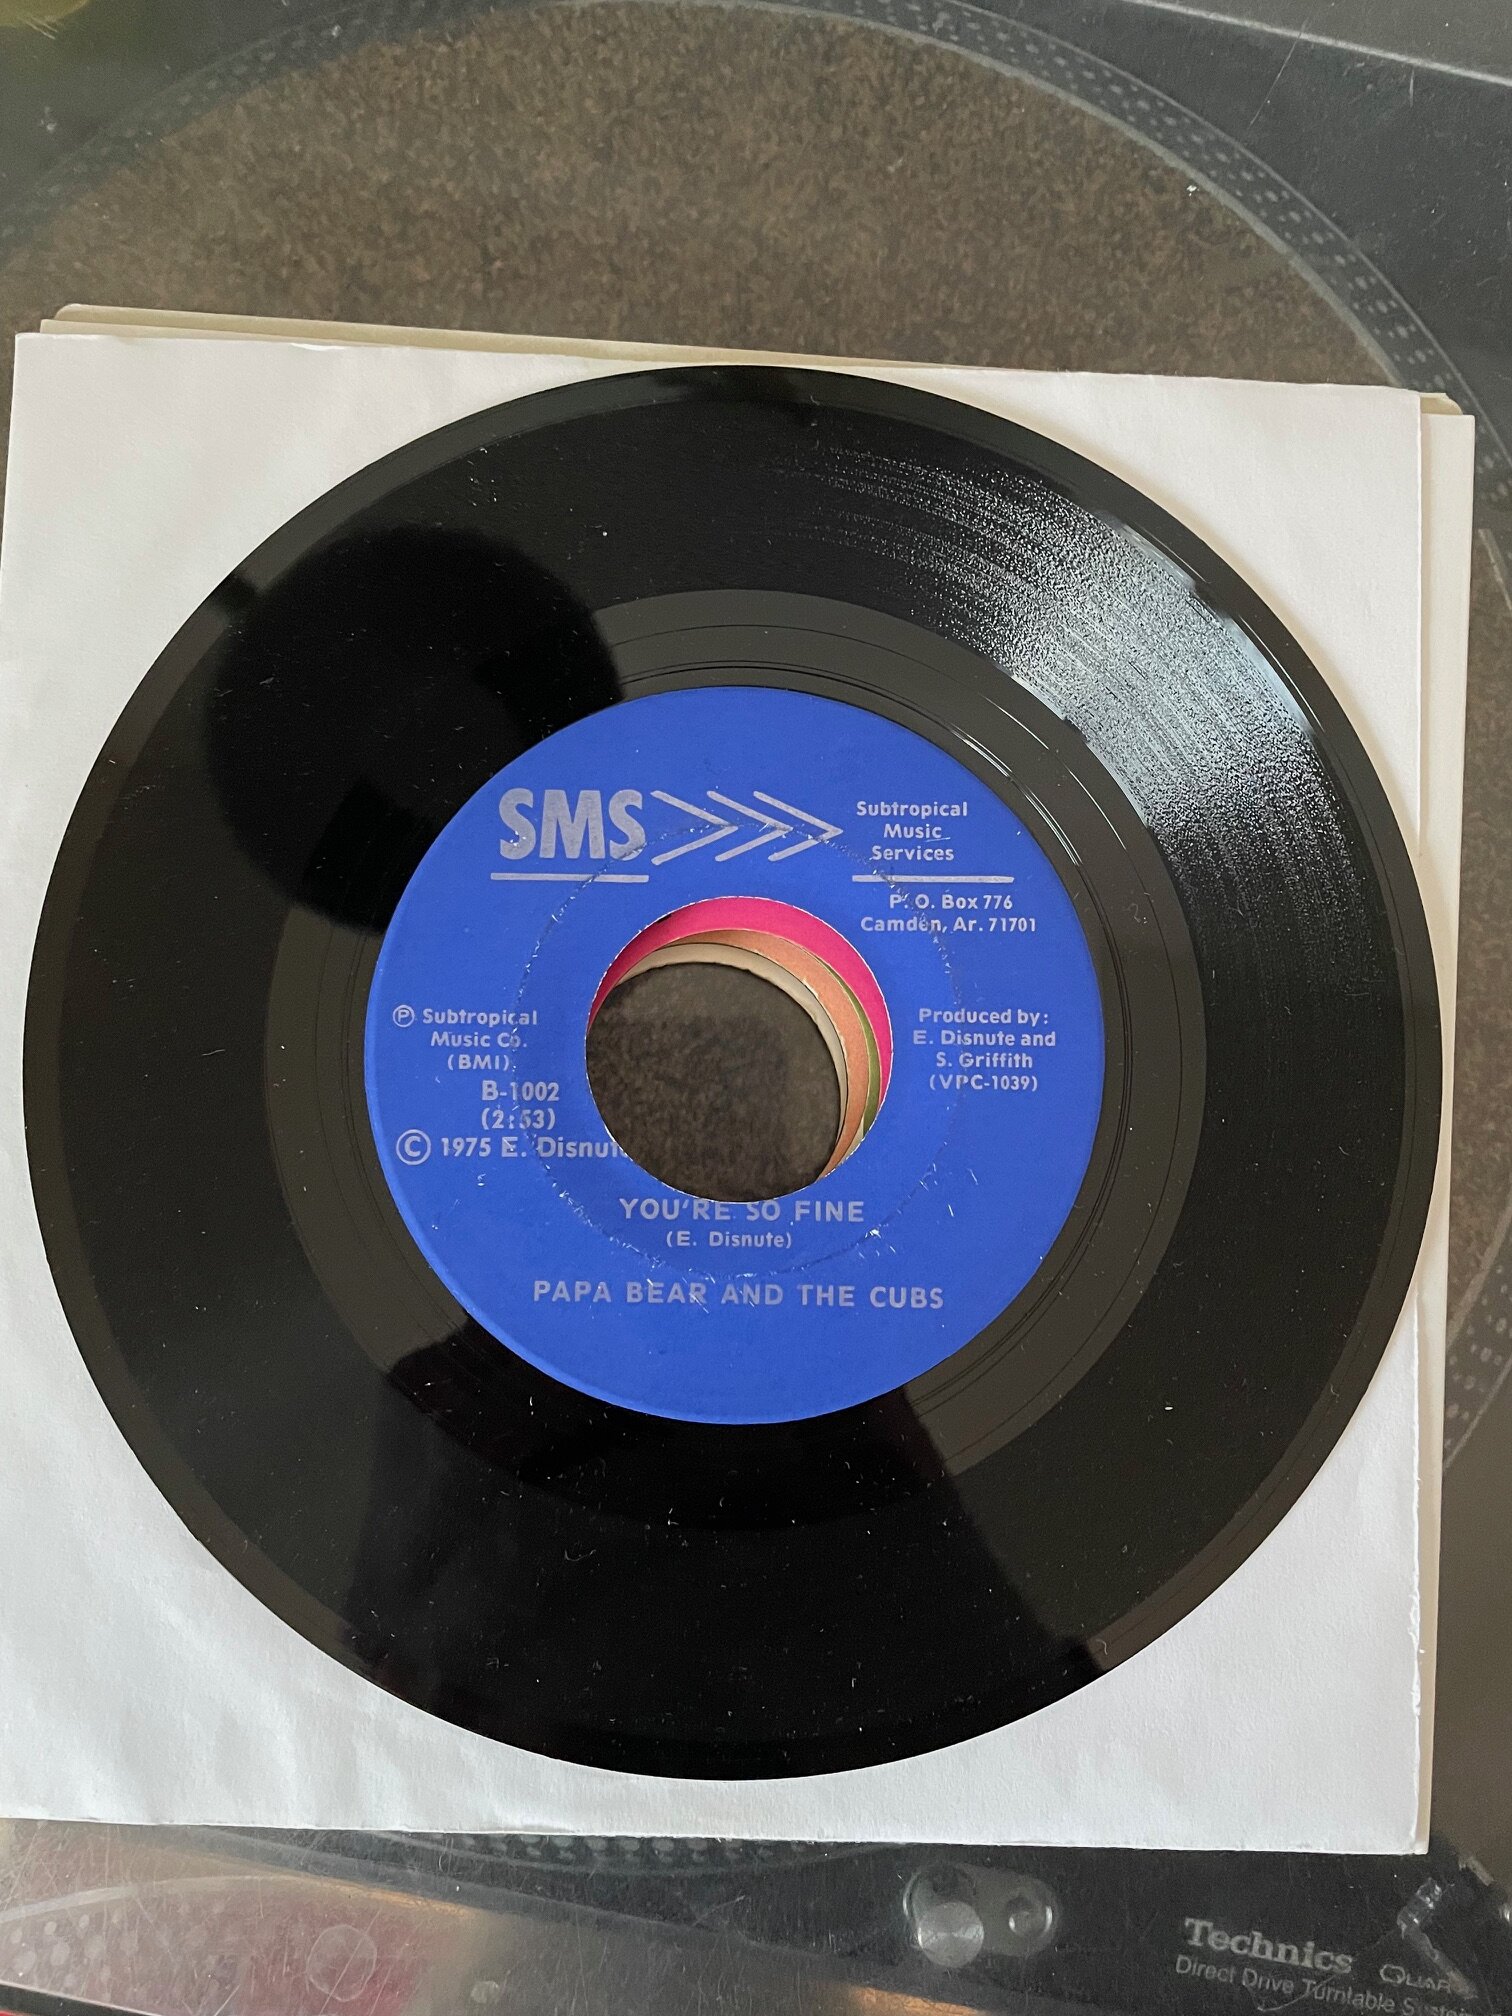 SMS
Subtropical
Music
Services
P. O. Box 776
Camden, Ar. 71701
Ⓟ Subtropical
Music Co.
(BMI)
B-1002
(2:53)
© 1975 E. Disnut
Produced by:
E. Disnute and
S. Griffith
(VPC-1039)
YOU'RE SO FINE
(E. Disnute)
PAPA BEAR AND THE CUBS
Technics
Direct Drive Turntable